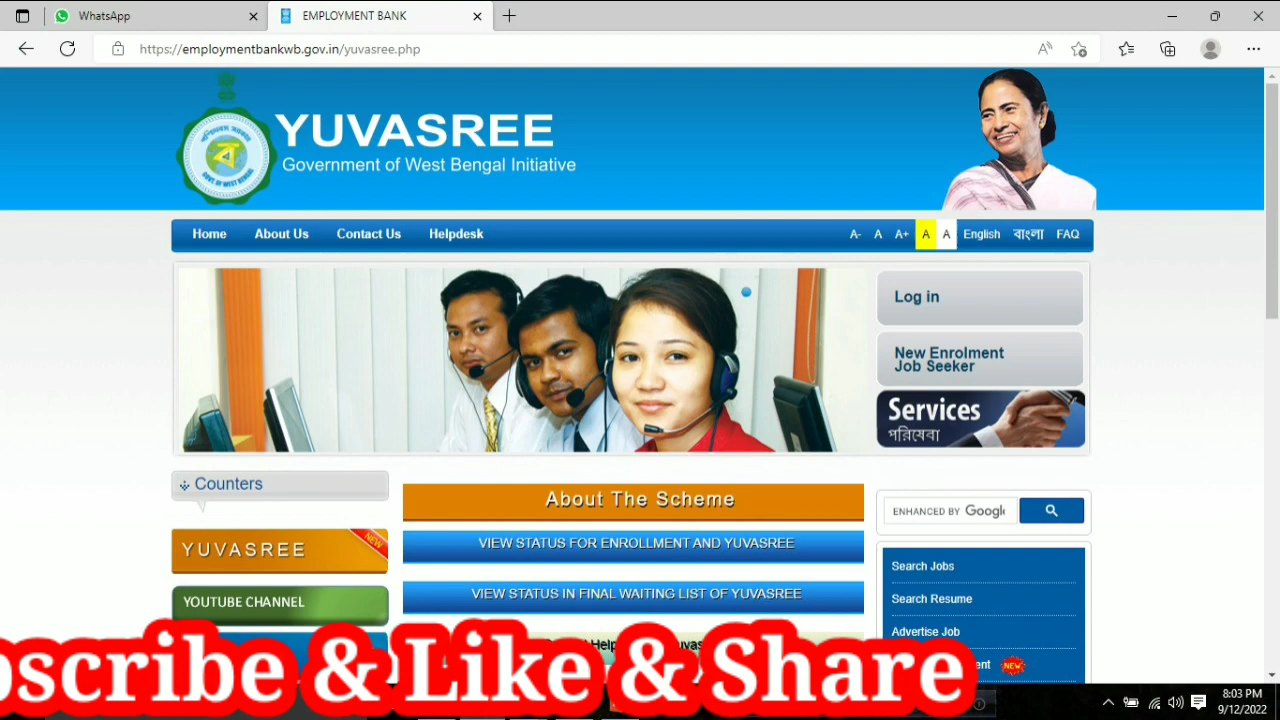 WhatsApp
EMPLOYMENT BANK
https://employmentbankwb.gov.in/yuvasree.php
YUVASREE
Government of West Bengal Initiative
Home About Us Contact Us Helpdesk A- A A+ A A English বাংলা FAQ
Log in
New Enrolment
Job Seeker
Services
পরিষেবা
Counters
About The Scheme
ENHANCED BY Google
YUVASREE
NEW
VIEW STATUS FOR ENROLLMENT AND YUVASREE
Search Jobs
VIEW STATUS IN FINAL WAITING LIST OF YUVASREE
Search Resume
YOUTUBE CHANNEL
Advertise Job
Help
NEW
bscribe & Like & Share
8:03 PM
9/12/2022